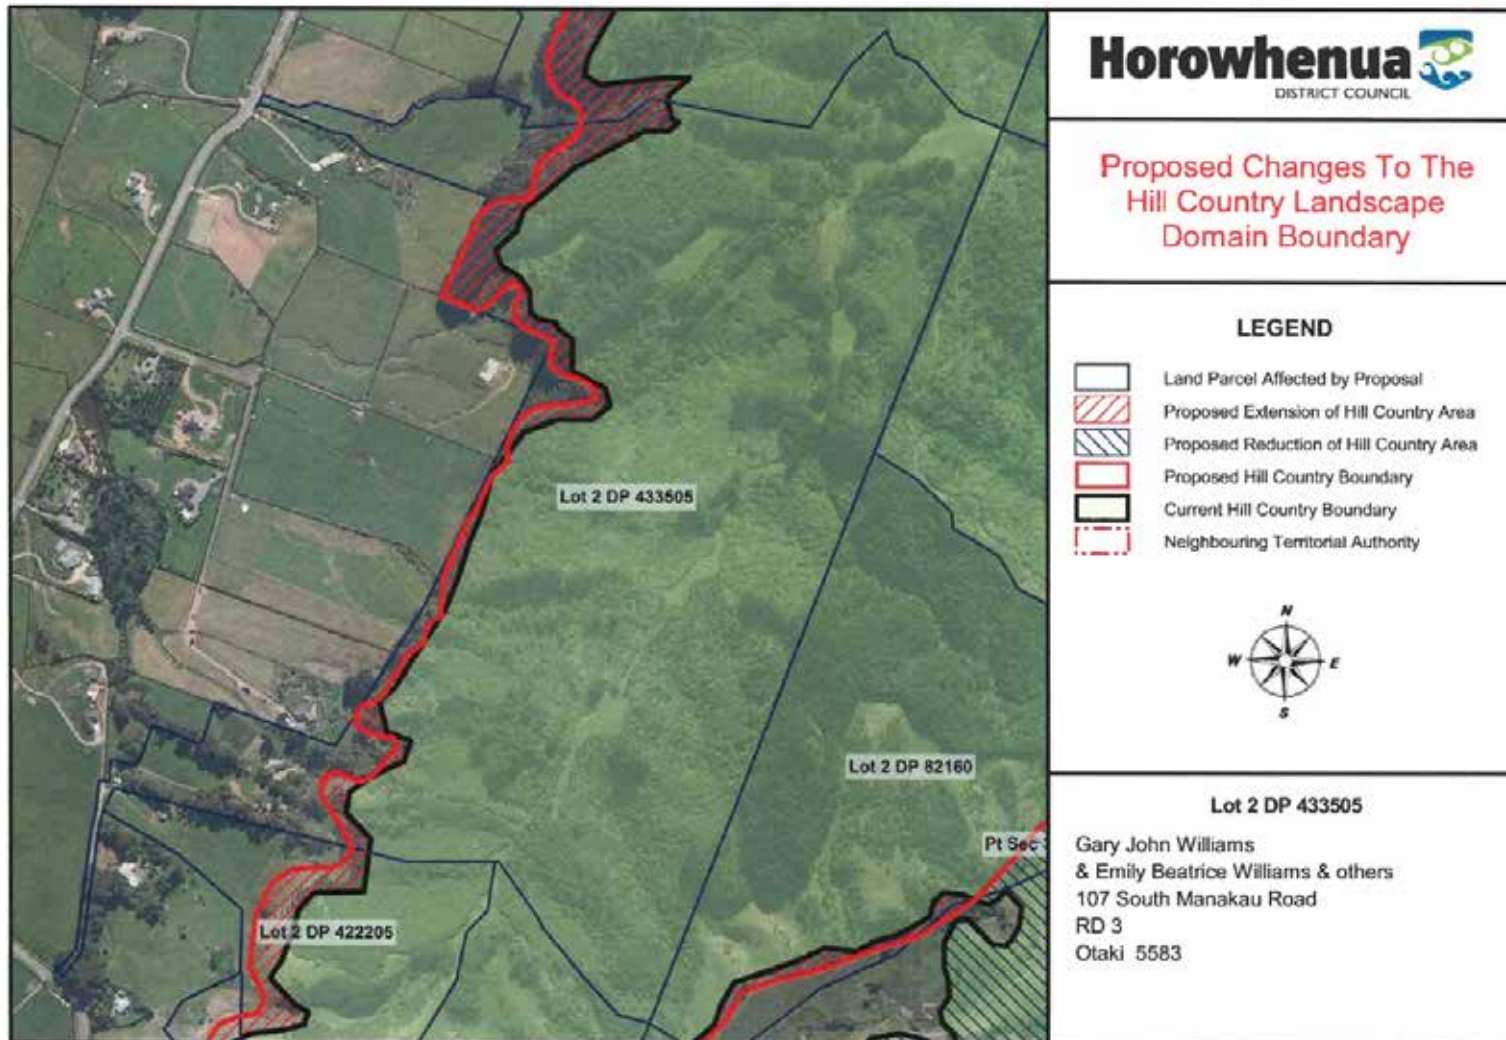 Horowhenua
DISTRICT COUNCIL
Proposed Changes To The
Hill Country Landscape
Domain Boundary
LEGEND
Land Parcel Affected by Proposal
Proposed Extension of Hill Country Area
Proposed Reduction of Hill Country Area
Proposed Hill Country Boundary
Current Hill Country Boundary
Neighbouring Territorial Authority
N
W E
S
Lot 2 DP 433505
Lot 2 DP 82160
Pt Sec
Lot 2 DP 422205
Lot 2 DP 433505
Gary John Williams
& Emily Beatrice Williams & others
107 South Manakau Road
RD 3
Otaki 5583